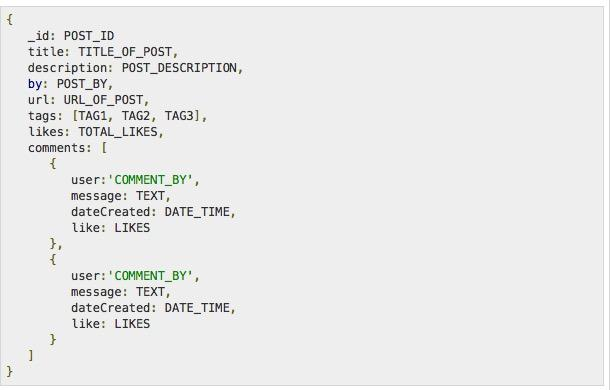 {
   _id: POST_ID
   title: TITLE_OF_POST,
   description: POST_DESCRIPTION,
   by: POST_BY,
   url: URL_OF_POST,
   tags: [TAG1, TAG2, TAG3],
   likes: TOTAL_LIKES,
   comments: [
      {
         user:'COMMENT_BY',
         message: TEXT,
         dateCreated: DATE_TIME,
         like: LIKES
      },
      {
         user:'COMMENT_BY',
         message: TEXT,
         dateCreated: DATE_TIME,
         like: LIKES
      }
   ]
}